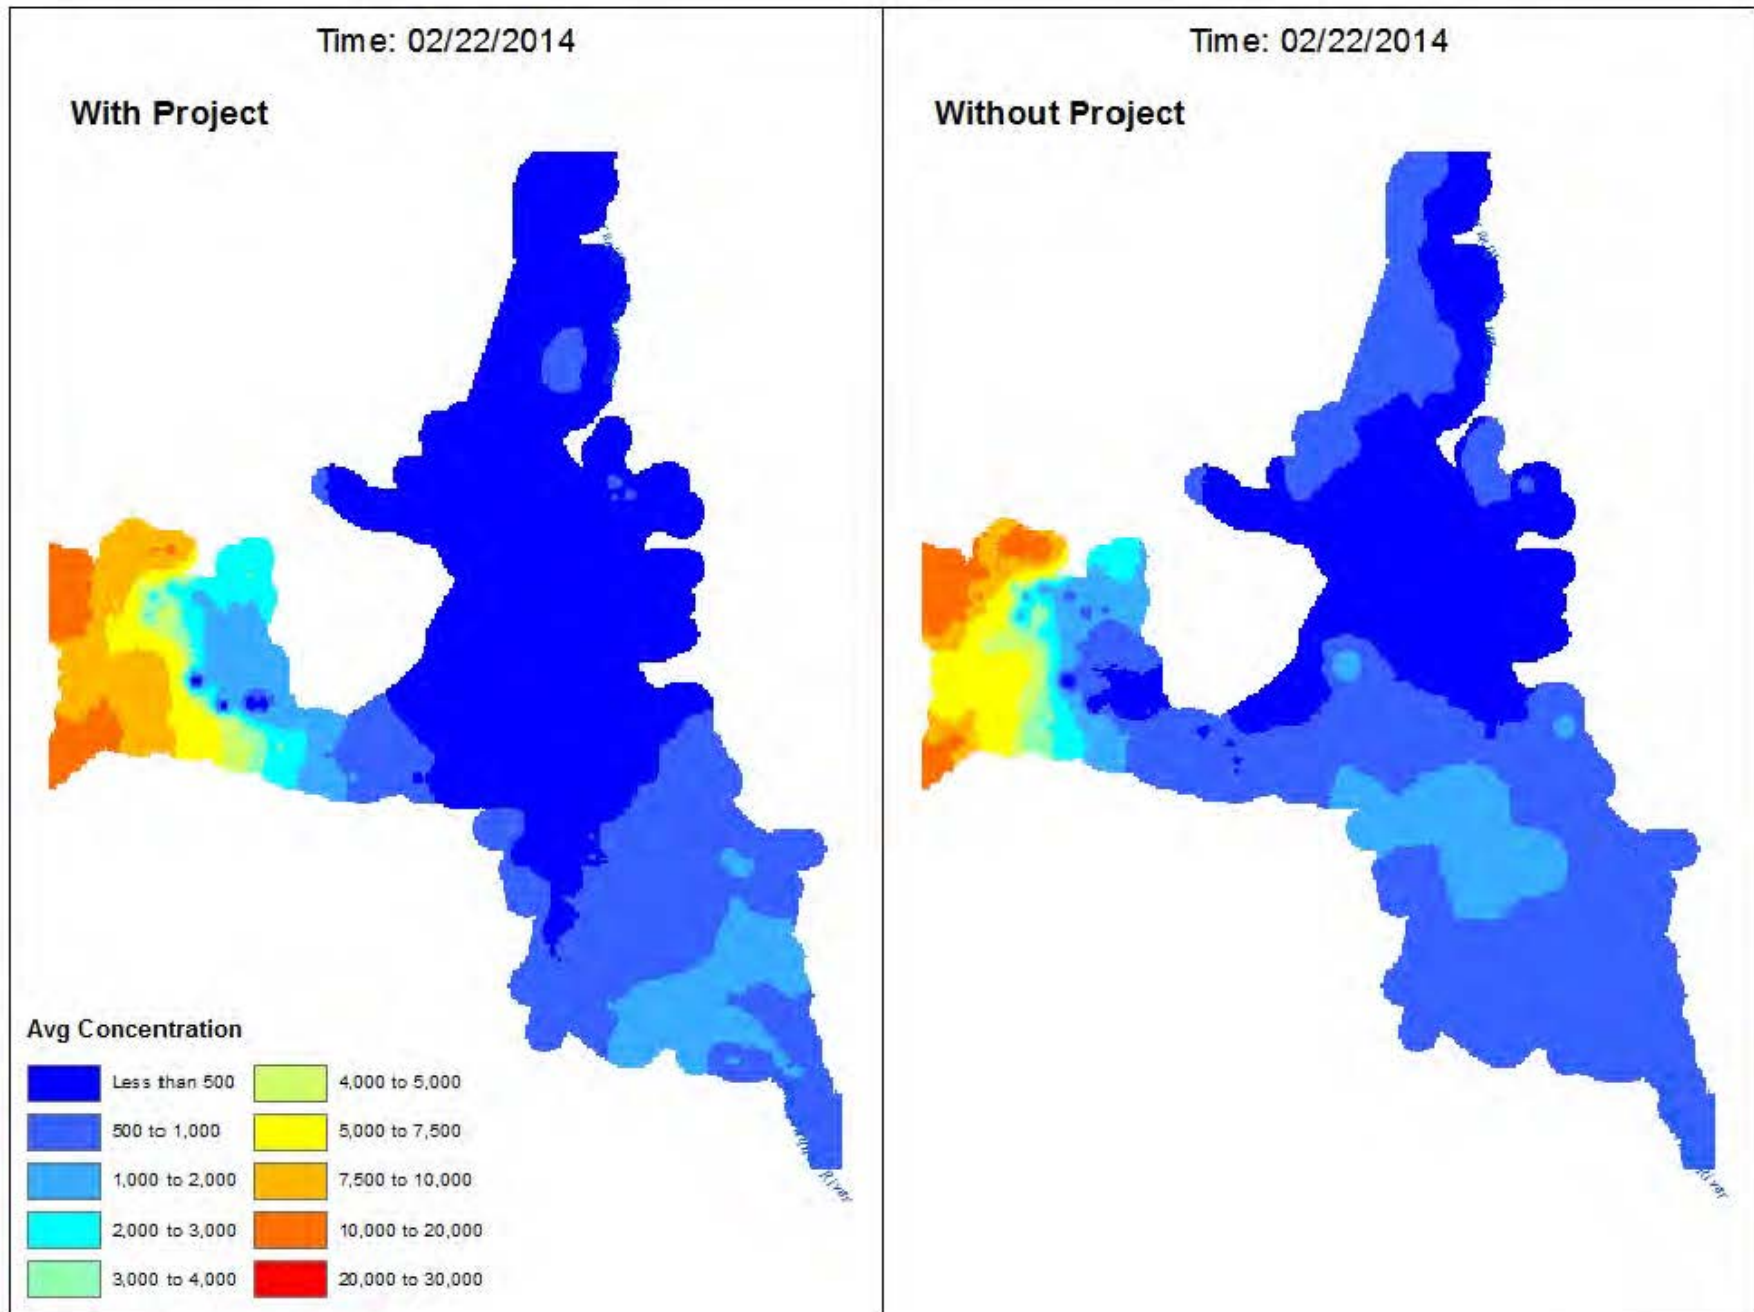 Time: 02/22/2014
With Project
Time: 02/22/2014
Without Project
River
River
Avg Concentration
Less than 500
500 to 1,000
1,000 to 2,000
2,000 to 3,000
3,000 to 4,000
4,000 to 5,000
5,000 to 7,500
7,500 to 10,000
10,000 to 20,000
20,000 to 30,000